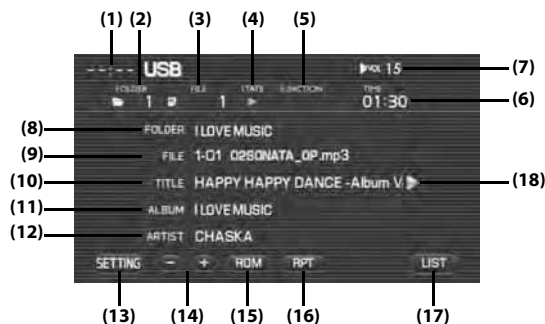 (1) (2) (3) (4) (5)
--:-- USB VOL 15 (7)
FOLDER FILE STATE FUNCTION TIME
1 1 01:30 (6)
(8) FOLDER I LOVE MUSIC
(9) FILE 1-01 02SONATA_OP.mp3
(10) TITLE HAPPY HAPPY DANCE -Album V (18)
(11) ALBUM I LOVE MUSIC
(12) ARTIST CHASKA
SETTING - + RDM RPT LIST
(13) (14) (15) (16) (17)